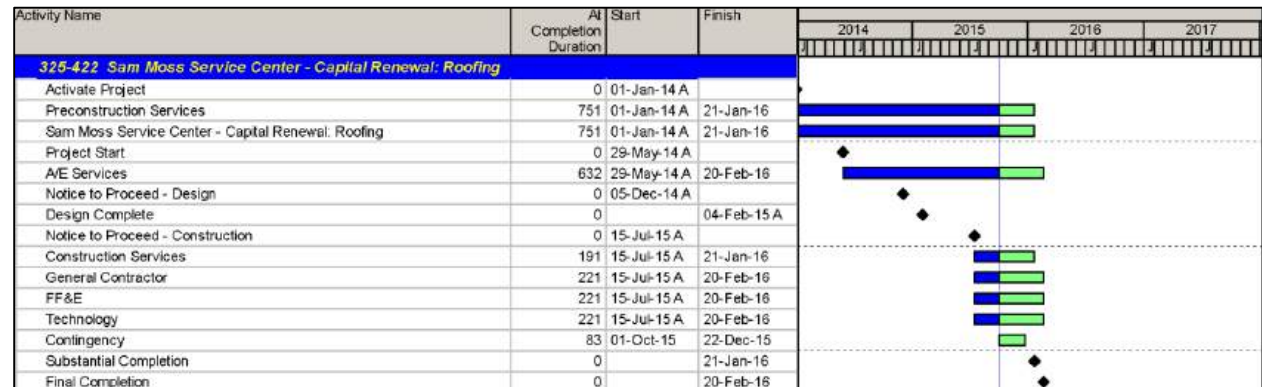 Activity Name At Completion Duration Start Finish
2014 2015 2016 2017
J J J J J J J J
325-422 Sam Moss Service Center - Capital Renewal: Roofing
Activate Project 0 01-Jan-14 A
Preconstruction Services 751 01-Jan-14 A 21-Jan-16
Sam Moss Service Center - Capital Renewal: Roofing 751 01-Jan-14 A 21-Jan-16
Project Start 0 29-May-14 A
A/E Services 632 29-May-14 A 20-Feb-16
Notice to Proceed - Design 0 05-Dec-14 A
Design Complete 0 04-Feb-15 A
Notice to Proceed - Construction 0 15-Jul-15 A
Construction Services 191 15-Jul-15 A 21-Jan-16
General Contractor 221 15-Jul-15 A 20-Feb-16
FF&E 221 15-Jul-15 A 20-Feb-16
Technology 221 15-Jul-15 A 20-Feb-16
Contingency 83 01-Oct-15 22-Dec-15
Substantial Completion 0 21-Jan-16
Final Completion 0 20-Feb-16